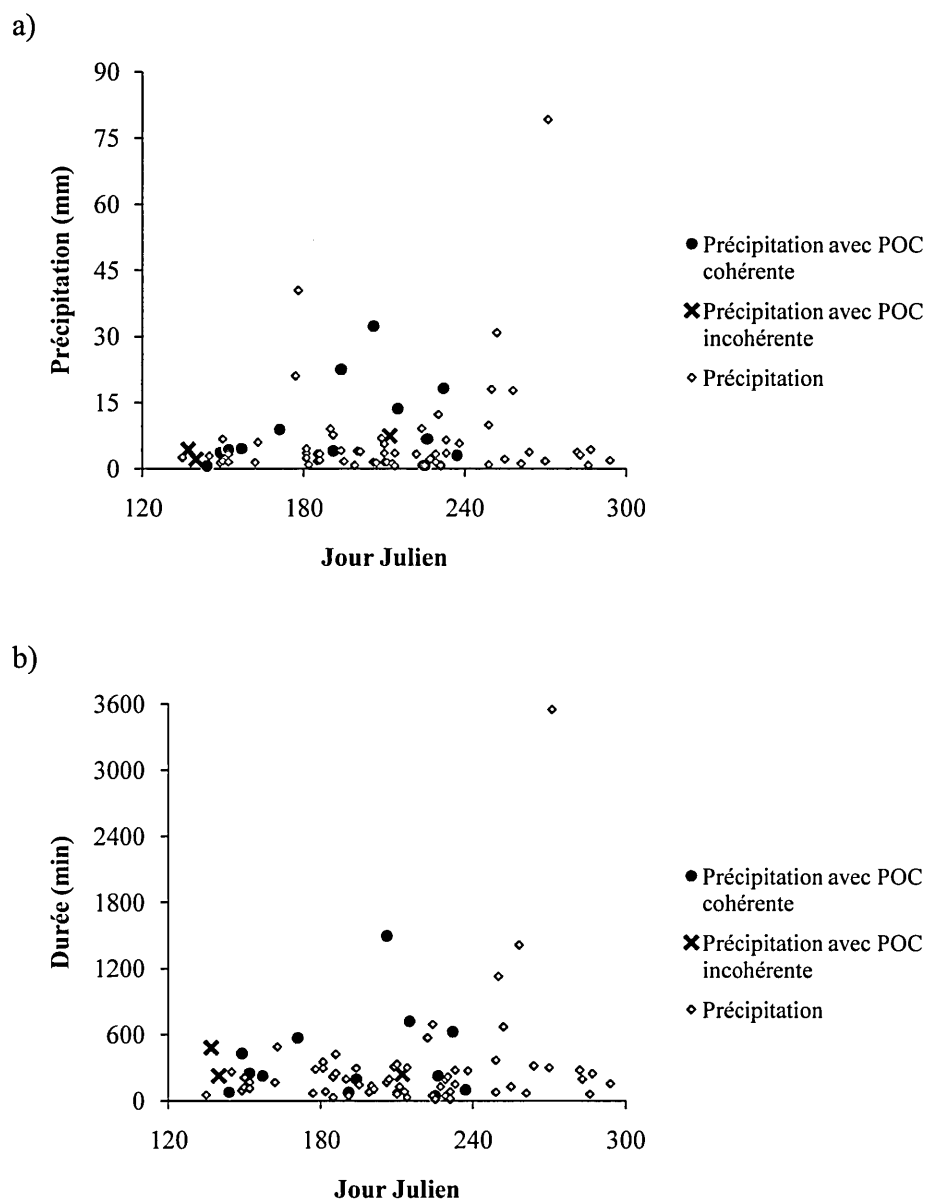 a)
90
75
60
45
30
15
0
Précipitation (mm)
120
180
240
300
Jour Julien
Précipitation avec POC
cohérente
Précipitation avec POC
incohérente
Précipitation
b)
3600
3000
2400
1800
1200
600
0
Durée (min)
120
180
240
300
Jour Julien
Précipitation avec POC
cohérente
Précipitation avec POC
incohérente
Précipitation